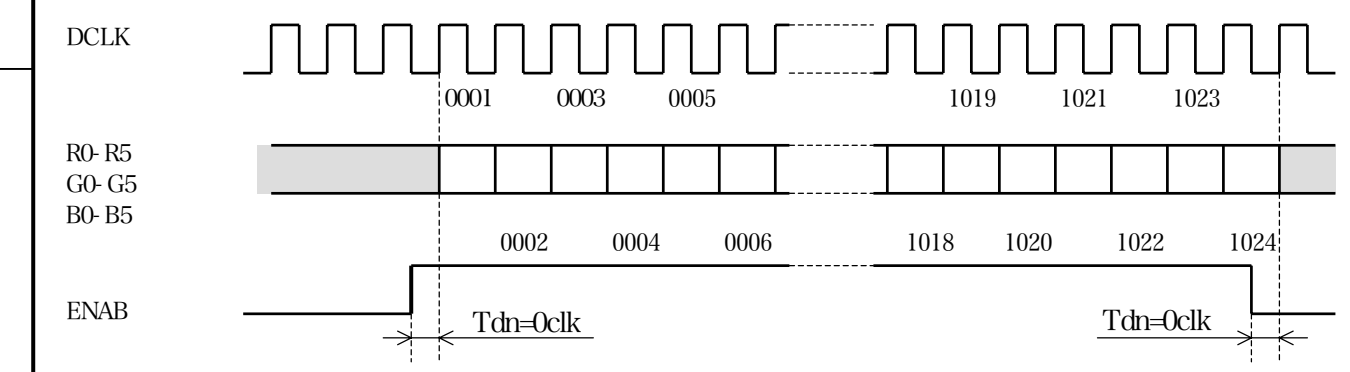 DCLK
0001 0003 0005 1019 1021 1023
R0-R5
G0-G5
B0-B5
0002 0004 0006 1018 1020 1022 1024
ENAB
Tdn=0clk Tdn=0clk